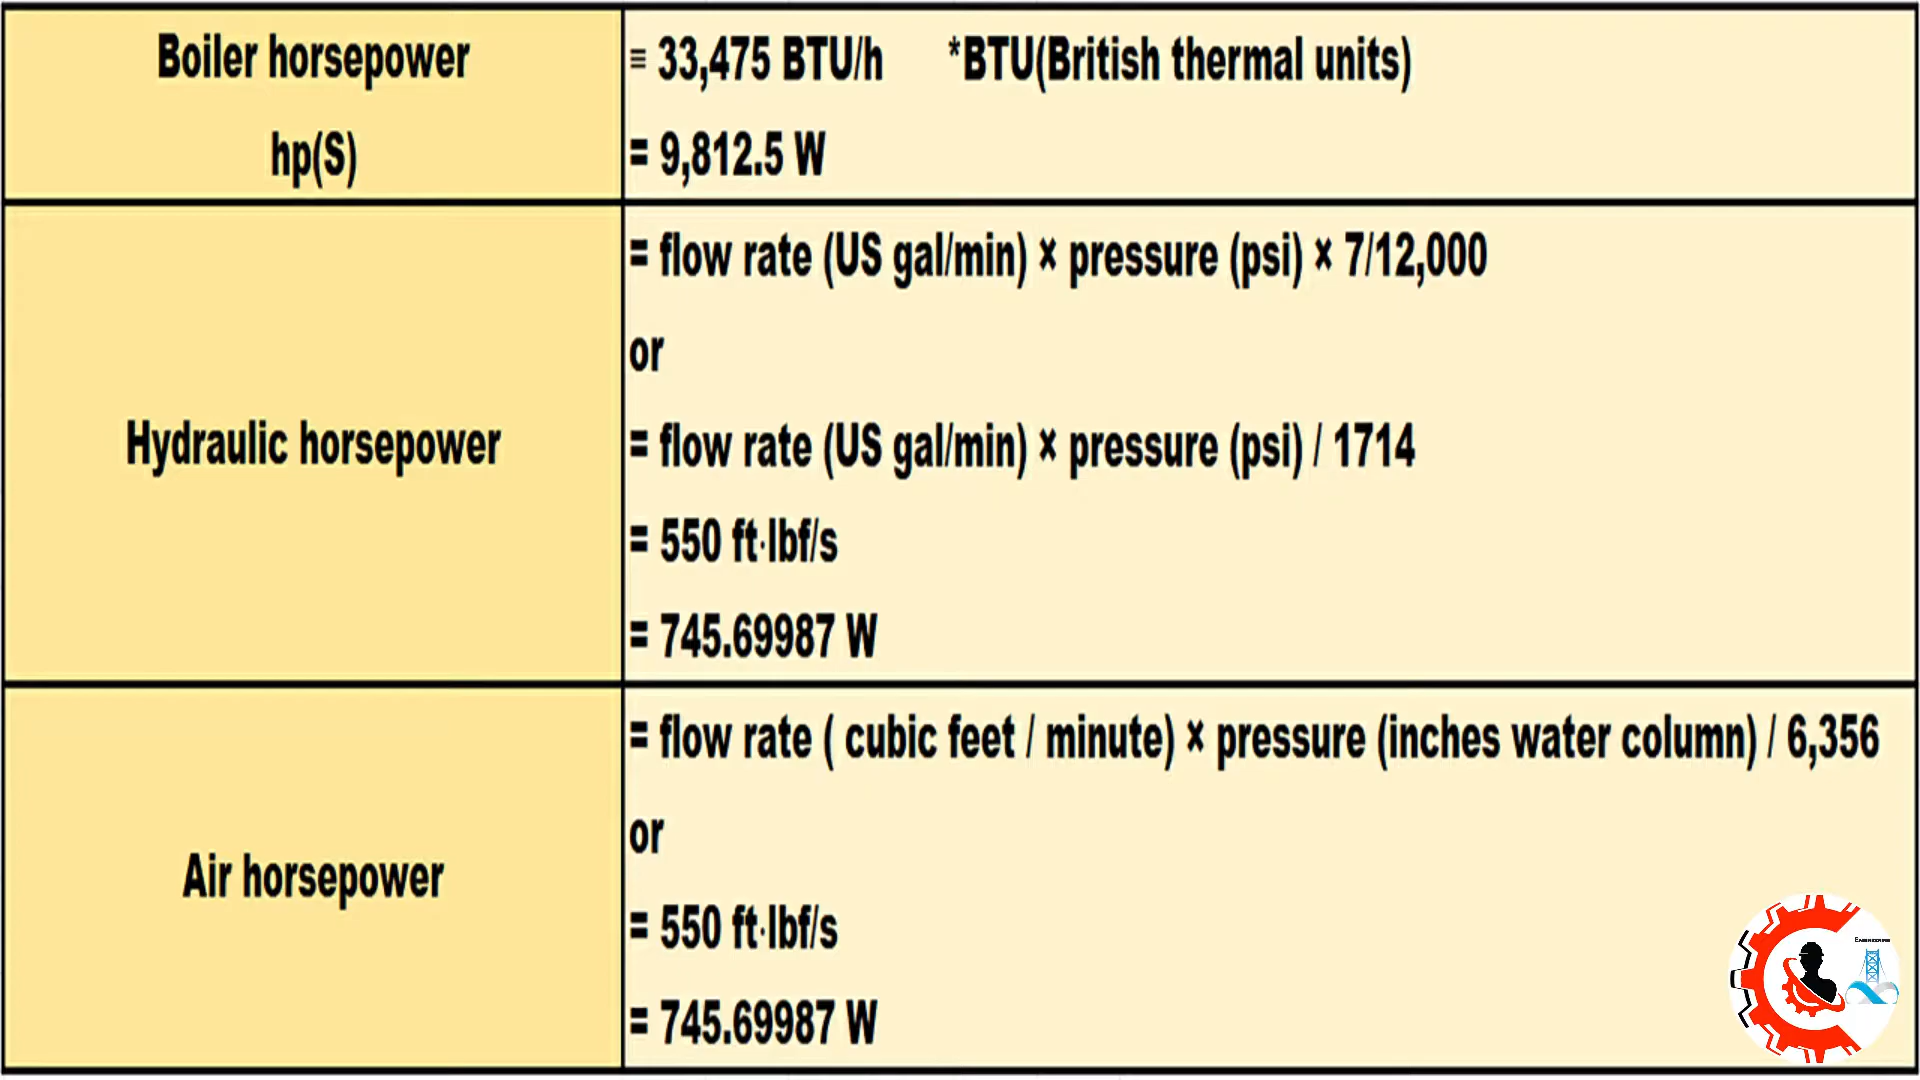 Boiler horsepower
hp(S)
≡ 33,475 BTU/h *BTU(British thermal units)
= 9,812.5 W
Hydraulic horsepower
= flow rate (US gal/min) × pressure (psi) × 7/12,000
or
= flow rate (US gal/min) × pressure (psi) / 1714
= 550 ft·lbf/s
= 745.69987 W
Air horsepower
= flow rate ( cubic feet / minute) × pressure (inches water column) / 6,356
or
= 550 ft·lbf/s
= 745.69987 W
Engineering